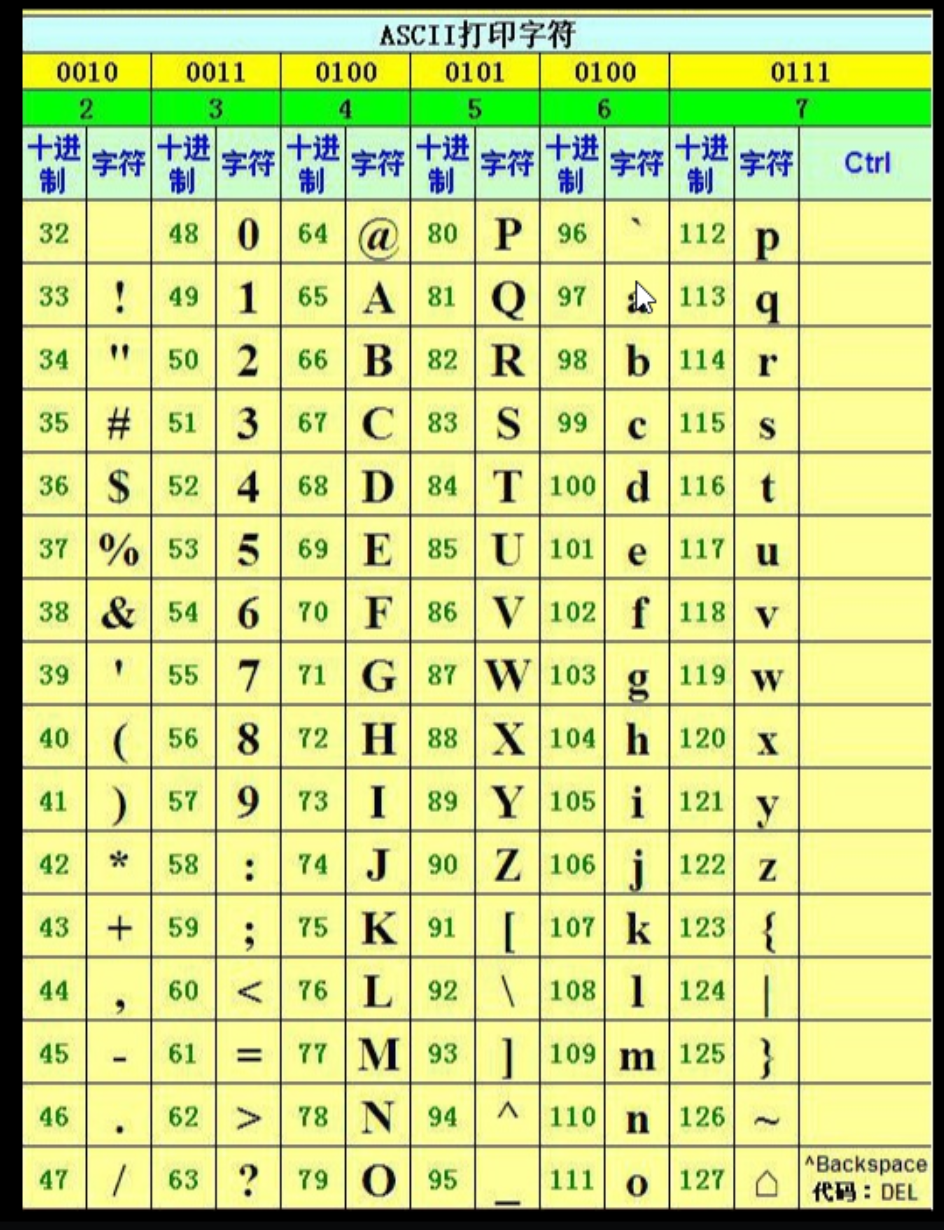 ASCII打印字符
0010 0011 0100 0101 0100 0111
2 3 4 5 6 7
十进制 字符 十进制 字符 十进制 字符 十进制 字符 十进制 字符 十进制 字符 Ctrl
32 48 0 64 @ 80 P 96 ` 112 p
33 ! 49 1 65 A 81 Q 97 a 113 q
34 " 50 2 66 B 82 R 98 b 114 r
35 # 51 3 67 C 83 S 99 c 115 s
36 $ 52 4 68 D 84 T 100 d 116 t
37 % 53 5 69 E 85 U 101 e 117 u
38 & 54 6 70 F 86 V 102 f 118 v
39 ' 55 7 71 G 87 W 103 g 119 w
40 ( 56 8 72 H 88 X 104 h 120 x
41 ) 57 9 73 I 89 Y 105 i 121 y
42 * 58 : 74 J 90 Z 106 j 122 z
43 + 59 ; 75 K 91 [ 107 k 123 {
44 , 60 < 76 L 92 \ 108 l 124 |
45 - 61 = 77 M 93 ] 109 m 125 }
46 . 62 > 78 N 94 ^ 110 n 126 ~
47 / 63 ? 79 O 95 _ 111 o 127 ⌂ ^Backspace
代码：DEL